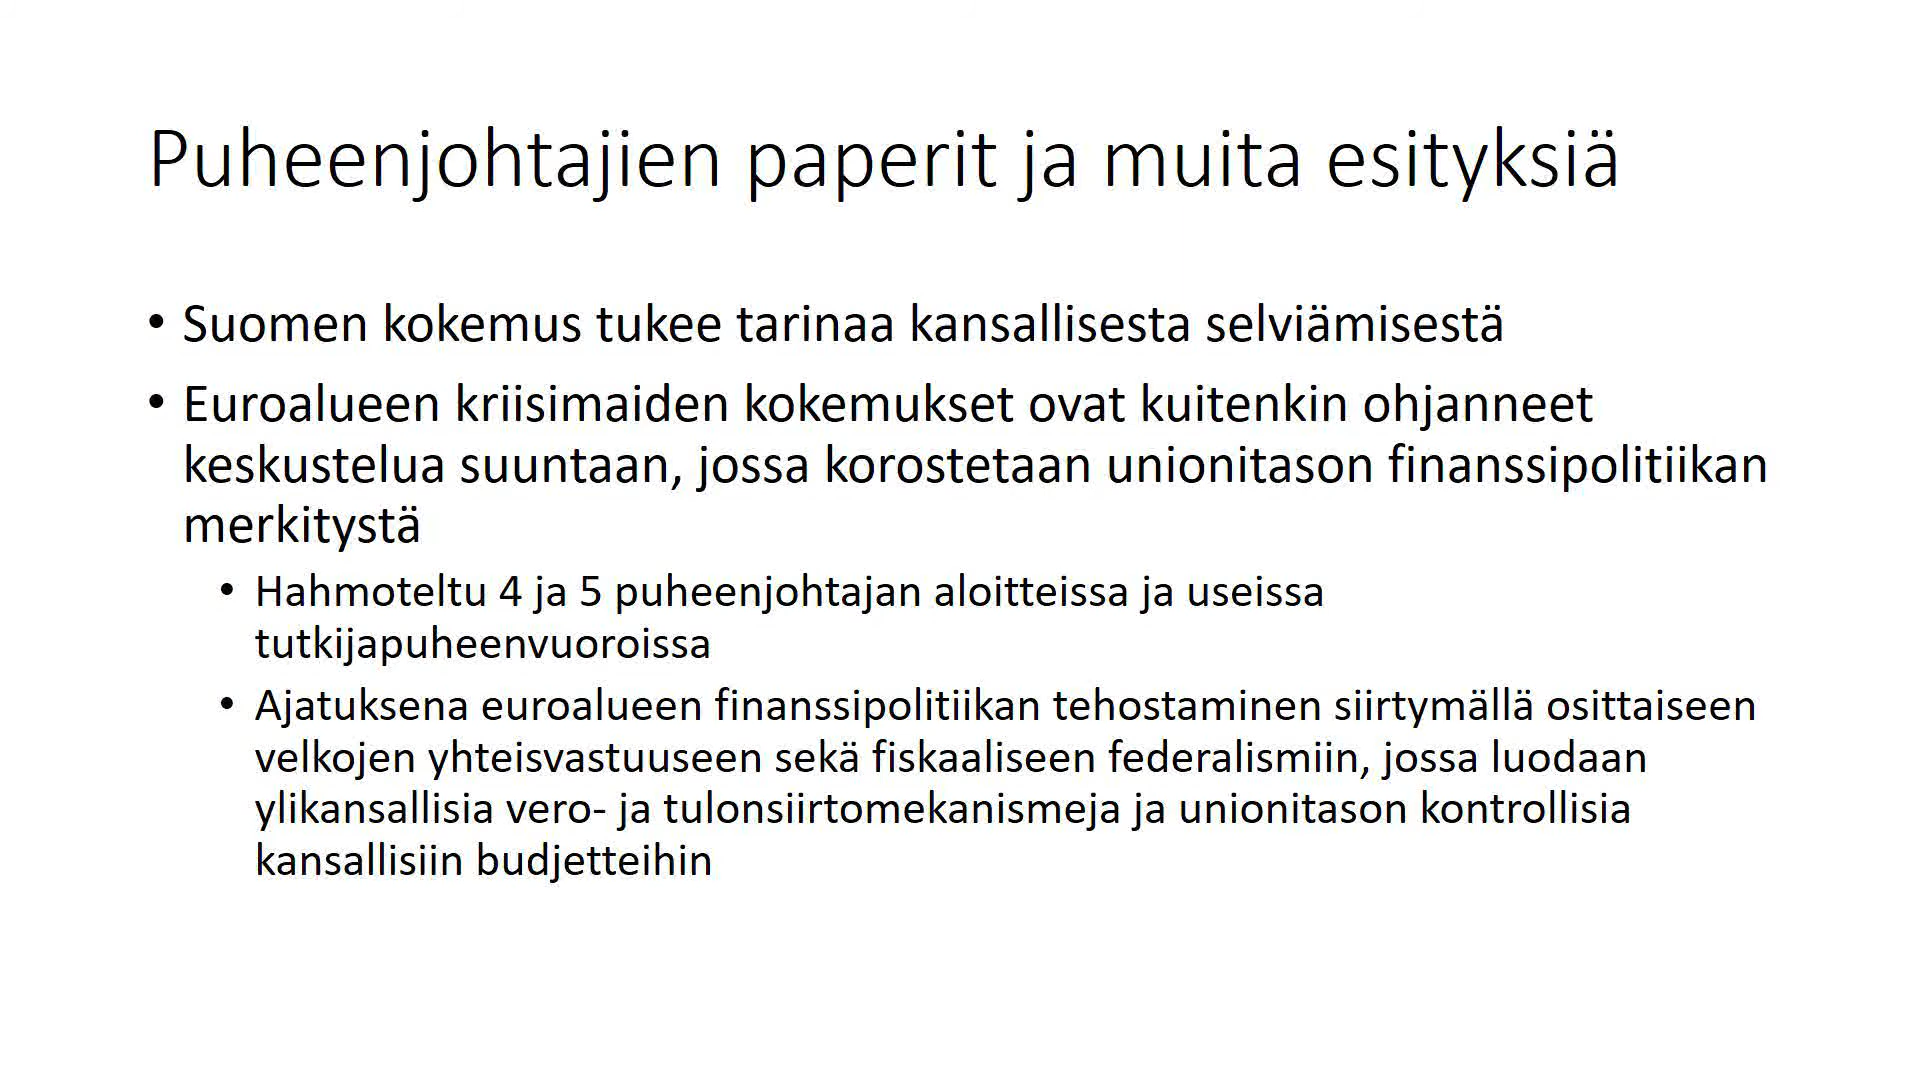 Puheenjohtajien paperit ja muita esityksiä
• Suomen kokemus tukee tarinaa kansallisesta selviämisestä
• Euroalueen kriisimaiden kokemukset ovat kuitenkin ohjanneet
keskustelua suuntaan, jossa korostetaan unionitason finanssipolitiikan
merkitystä
• Hahmoteltu 4 ja 5 puheenjohtajan aloitteissa ja useissa
tutkijapuheenvuoroissa
• Ajatuksena euroalueen finanssipolitiikan tehostaminen siirtymällä osittaiseen
velkojen yhteisvastuuseen sekä fiskaaliseen federalismiin, jossa luodaan
ylikansallisia vero- ja tulonsiirtomekanismeja ja unionitason kontrollisia
kansallisiin budjetteihin